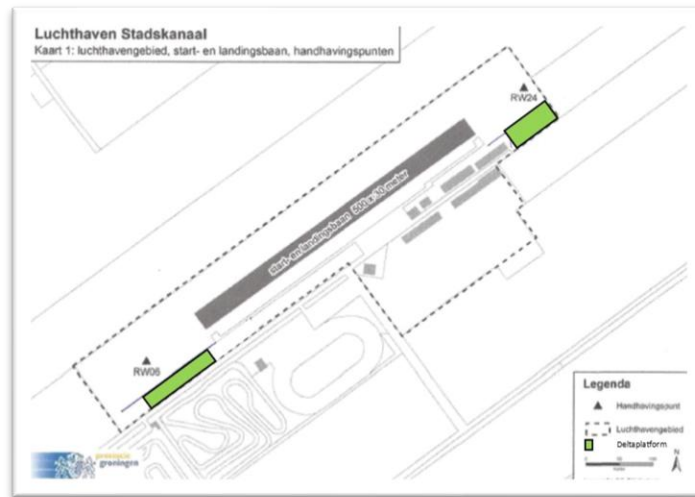 Luchthaven Stadskanaal
Kaart 1: luchthavengebied, start- en landingsbaan, handhavingspunten
RW24
start- en landingsbaan 500 x 30 meter
RW06
Legenda
Handhavingspunt
Luchthavengebied
Deltaplatform
N
provincie
groningen